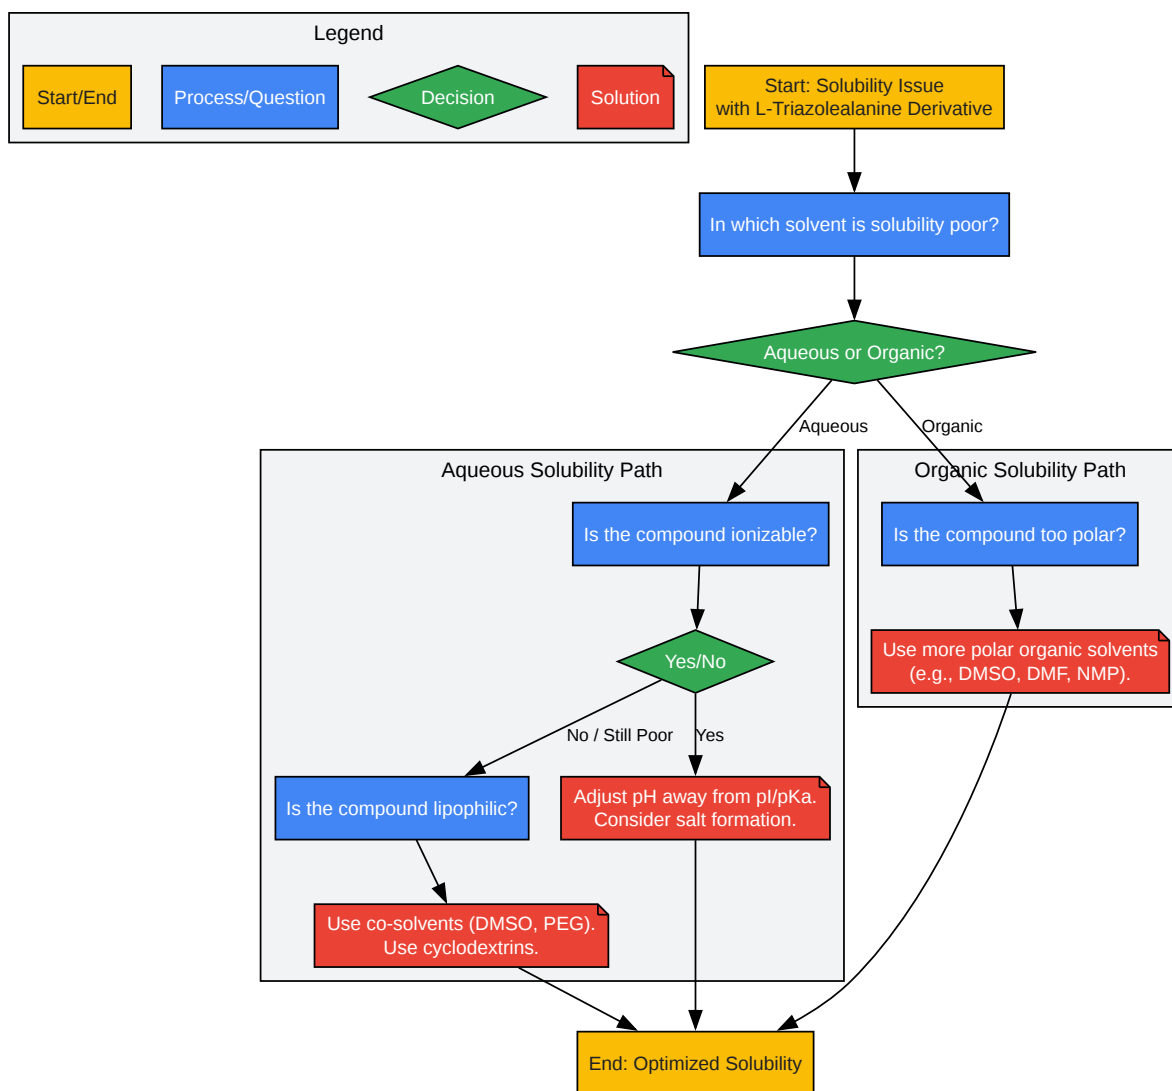 Legend
Start/End
Process/Question
Decision
Solution
Start: Solubility Issue
with L-Triazolealanine Derivative
In which solvent is solubility poor?
Aqueous or Organic?
Aqueous
Organic
Aqueous Solubility Path
Organic Solubility Path
Is the compound ionizable?
Is the compound too polar?
Yes/No
Use more polar organic solvents
(e.g., DMSO, DMF, NMP).
No / Still Poor
Yes
Is the compound lipophilic?
Adjust pH away from pI/pKa.
Consider salt formation.
Use co-solvents (DMSO, PEG).
Use cyclodextrins.
End: Optimized Solubility